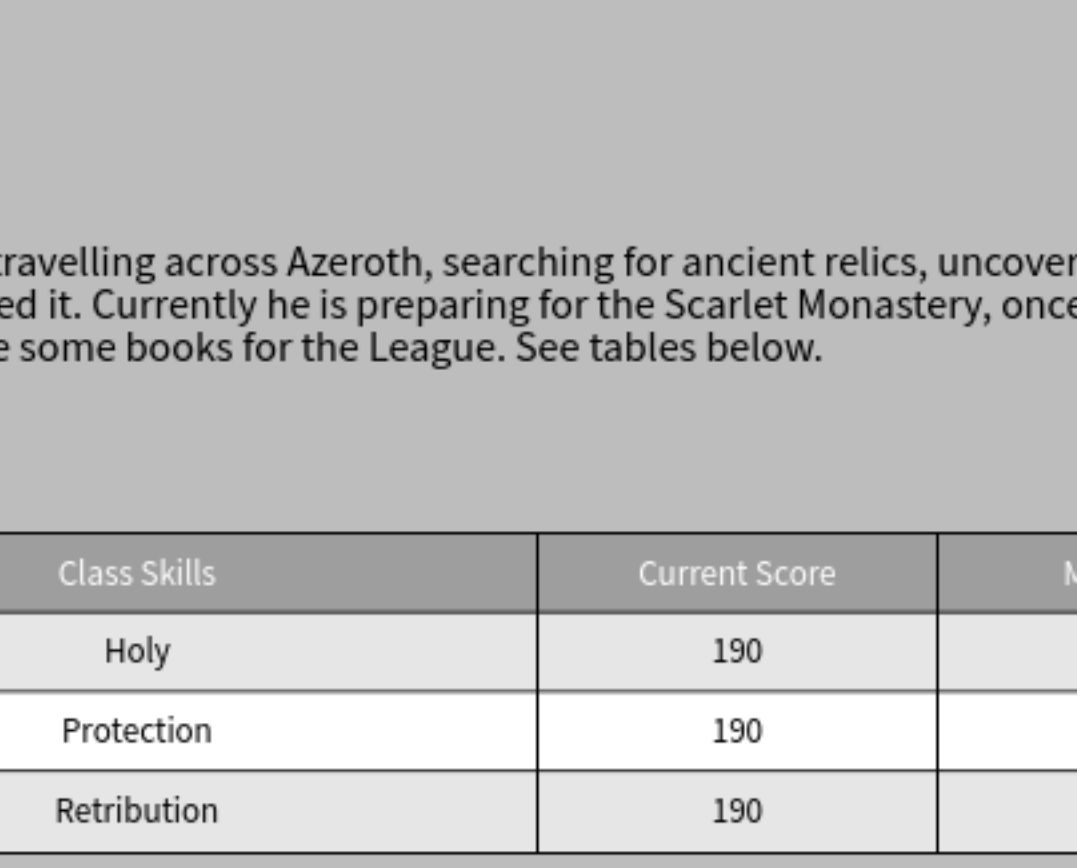 travelling across Azeroth, searching for ancient relics, uncover
ed it. Currently he is preparing for the Scarlet Monastery, once
some books for the League. See tables below.
Class Skills Current Score
Holy 190
Protection 190
Retribution 190